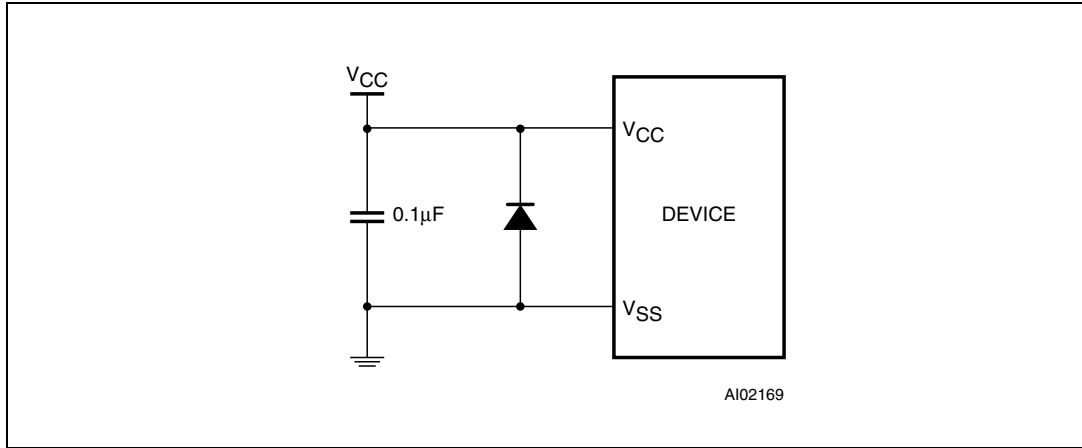 VCC
VCC
0.1μF
DEVICE
VSS
AI02169